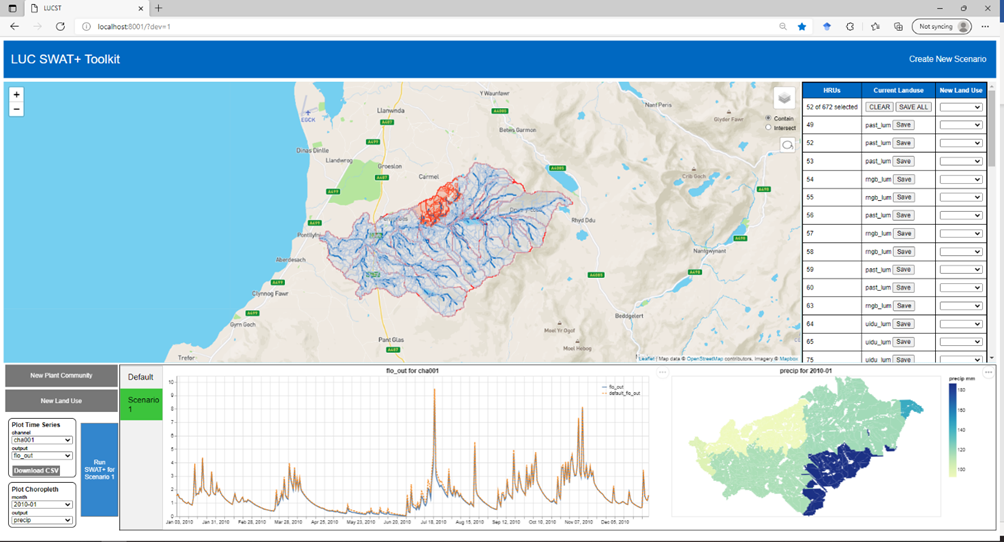 LUCST
localhost:8001/?dev=1
Not syncing
LUC SWAT+ Toolkit
Create New Scenario
+
−
Y Waunfawr
Llanwnda
EGCK
Dinas Dinlle
Llandwrog
Groeslon
Carmel
Betws Garmon
Nant Peris
Glyder Fawr
Crib Goch
Rhyd Ddu
Nantgwynant
Pontllyfni
Aberdesach
Clynnog Fawr
Gyrn Goch
Trefor
Pant Glas
Beddgelert
Moel Yr Ogof
Moel Hebog
A487
A499
A4085
A498
Contain
Intersect
Leaflet | Map data © OpenStreetMap contributors, Imagery © Mapbox
HRUs Current Landuse New Land Use
52 of 672 selected CLEAR SAVE ALL
49 past_lum Save
52 past_lum Save
53 past_lum Save
54 rngb_lum Save
55 rngb_lum Save
56 past_lum Save
57 rngb_lum Save
58 rngb_lum Save
59 past_lum Save
60 past_lum Save
63 rngb_lum Save
64 uidu_lum Save
65 uidu_lum Save
75 uidu_lum Save
New Plant Community
New Land Use
Plot Time Series
channel
cha001
output
flo_out
Download CSV
Plot Choropleth
month
2010-01
output
precip
Run
SWAT+ for
Scenario 1
Default
Scenario
1
flo_out for cha001
flo_out
default_flo_out
10
9
8
7
6
5
4
3
2
1
0
Jan 03, 2010 Jan 31, 2010 Feb 28, 2010 Mar 28, 2010 Apr 25, 2010 May 23, 2010 Jun 20, 2010 Jul 18, 2010 Aug 15, 2010 Sep 12, 2010 Oct 10, 2010 Nov 07, 2010 Dec 05, 2010
precip for 2010-01
precip mm
180
160
140
120
100